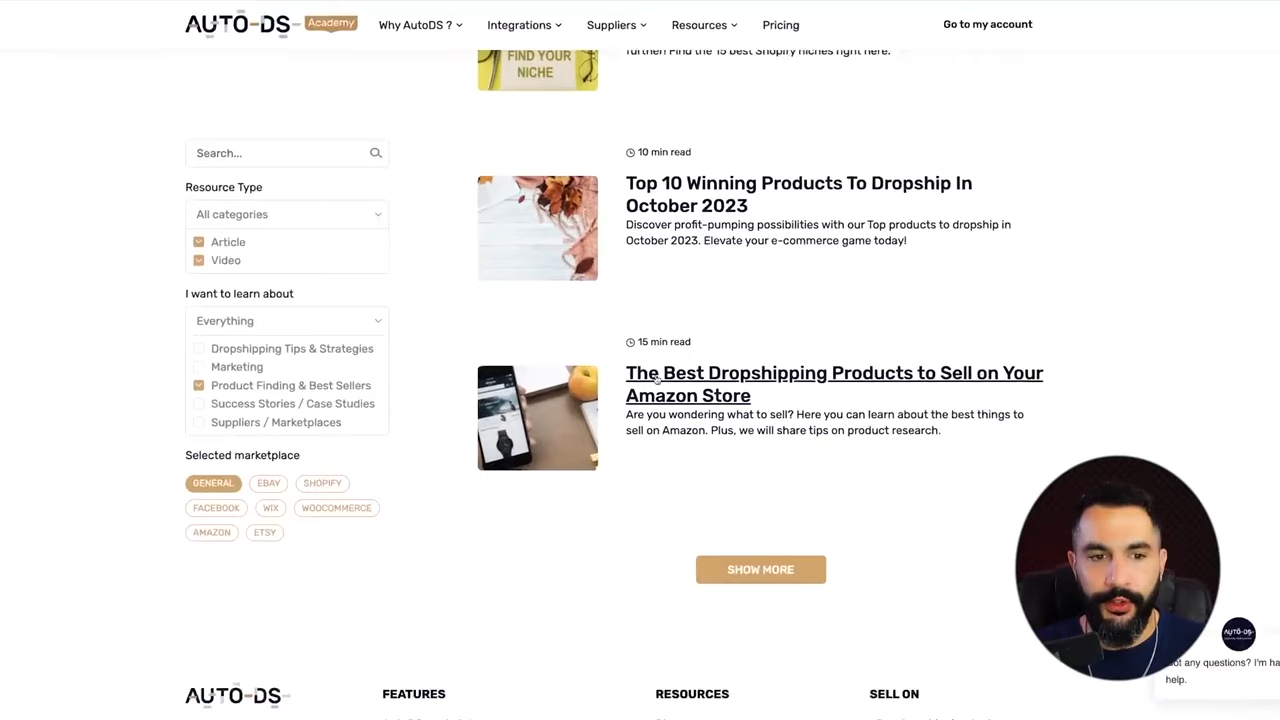 AUTO-DS- Academy Why AutoDS ? Integrations Suppliers Resources Pricing Go to my account
further! Find the 15 best Shopify niches right here.
FIND YOUR
NICHE
Search...
Resource Type
All categories
Article
Video
I want to learn about
Everything
Dropshipping Tips & Strategies
Marketing
Product Finding & Best Sellers
Success Stories / Case Studies
Suppliers / Marketplaces
Selected marketplace
GENERAL EBAY SHOPIFY
FACEBOOK WIX WOOCOMMERCE
AMAZON ETSY
10 min read
Top 10 Winning Products To Dropship In
October 2023
Discover profit-pumping possibilities with our Top products to dropship in
October 2023. Elevate your e-commerce game today!
15 min read
The Best Dropshipping Products to Sell on Your
Amazon Store
Are you wondering what to sell? Here you can learn about the best things to
sell on Amazon. Plus, we will share tips on product research.
SHOW MORE
AUTO-DS-
any questions? I'm ha
help.
AUTO-DS- FEATURES RESOURCES SELL ON